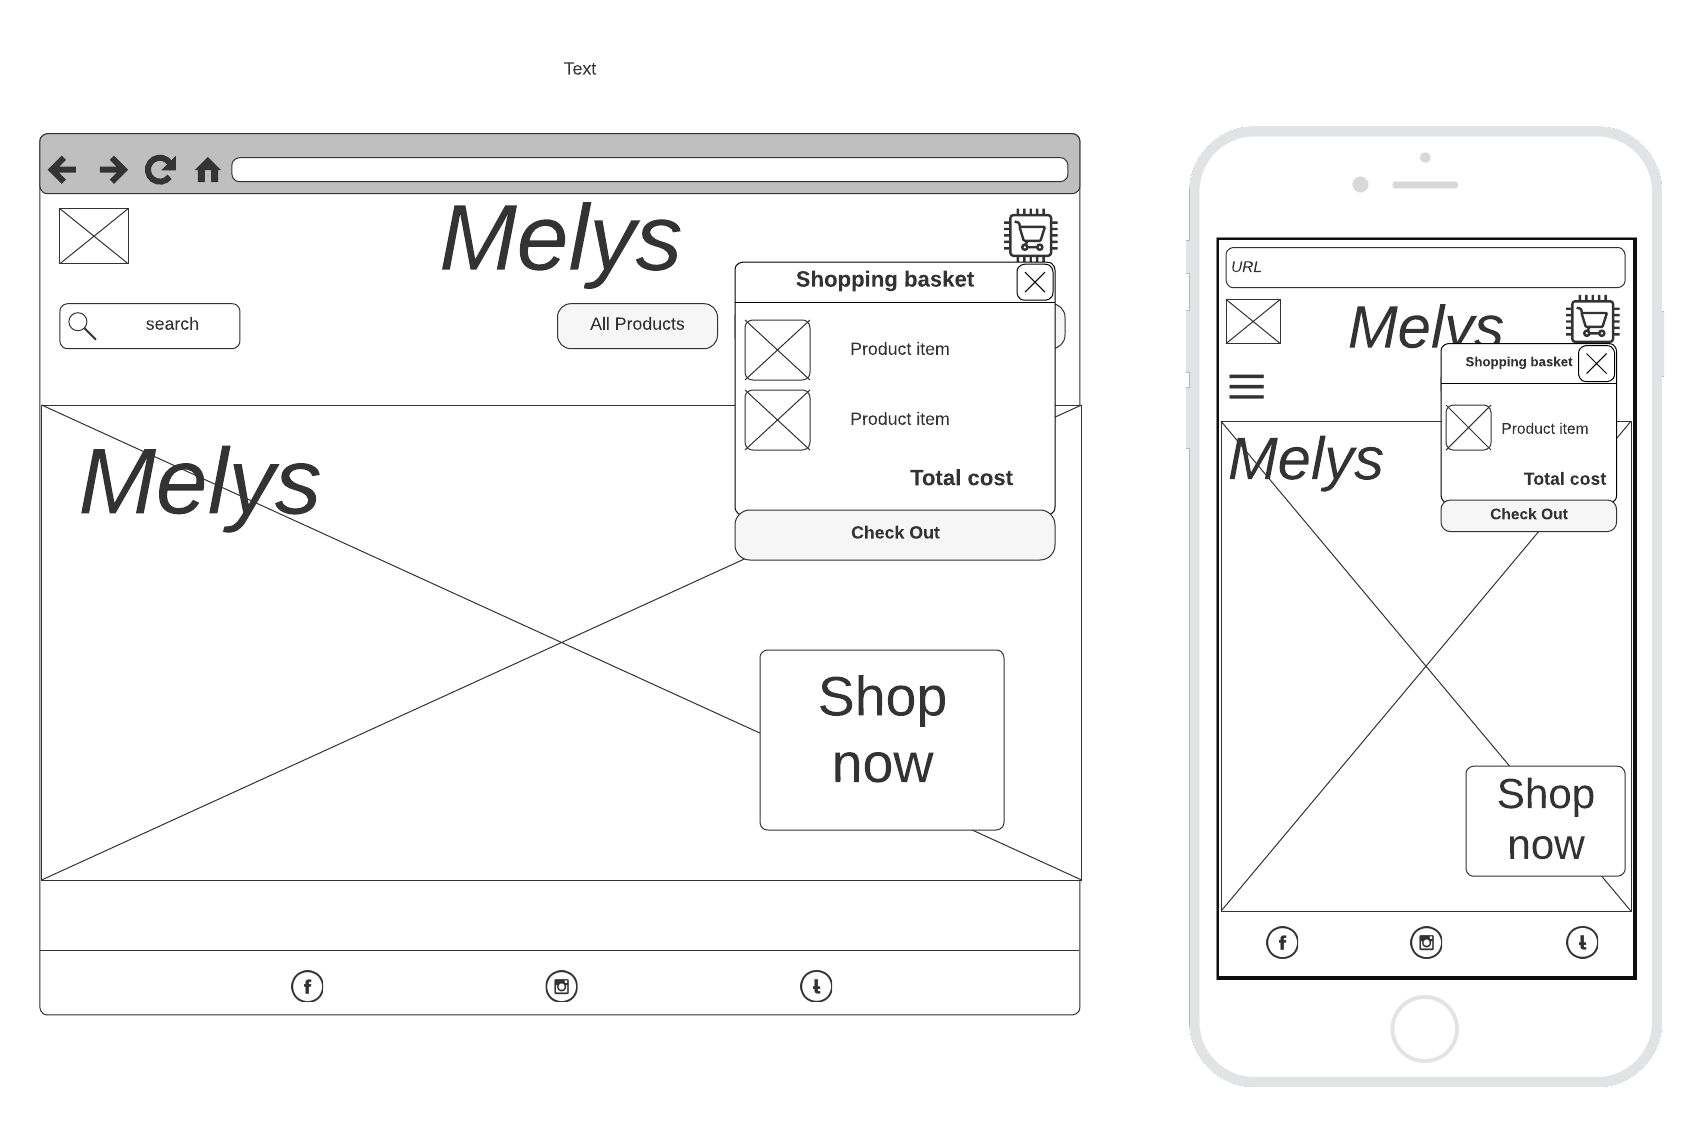 Text
Melys
Shopping basket
search
All Products
Product item
Product item
Total cost
Check Out
Melys
Shop
now
URL
Melys
Shopping basket
Product item
Total cost
Check Out
Melys
Shop
now